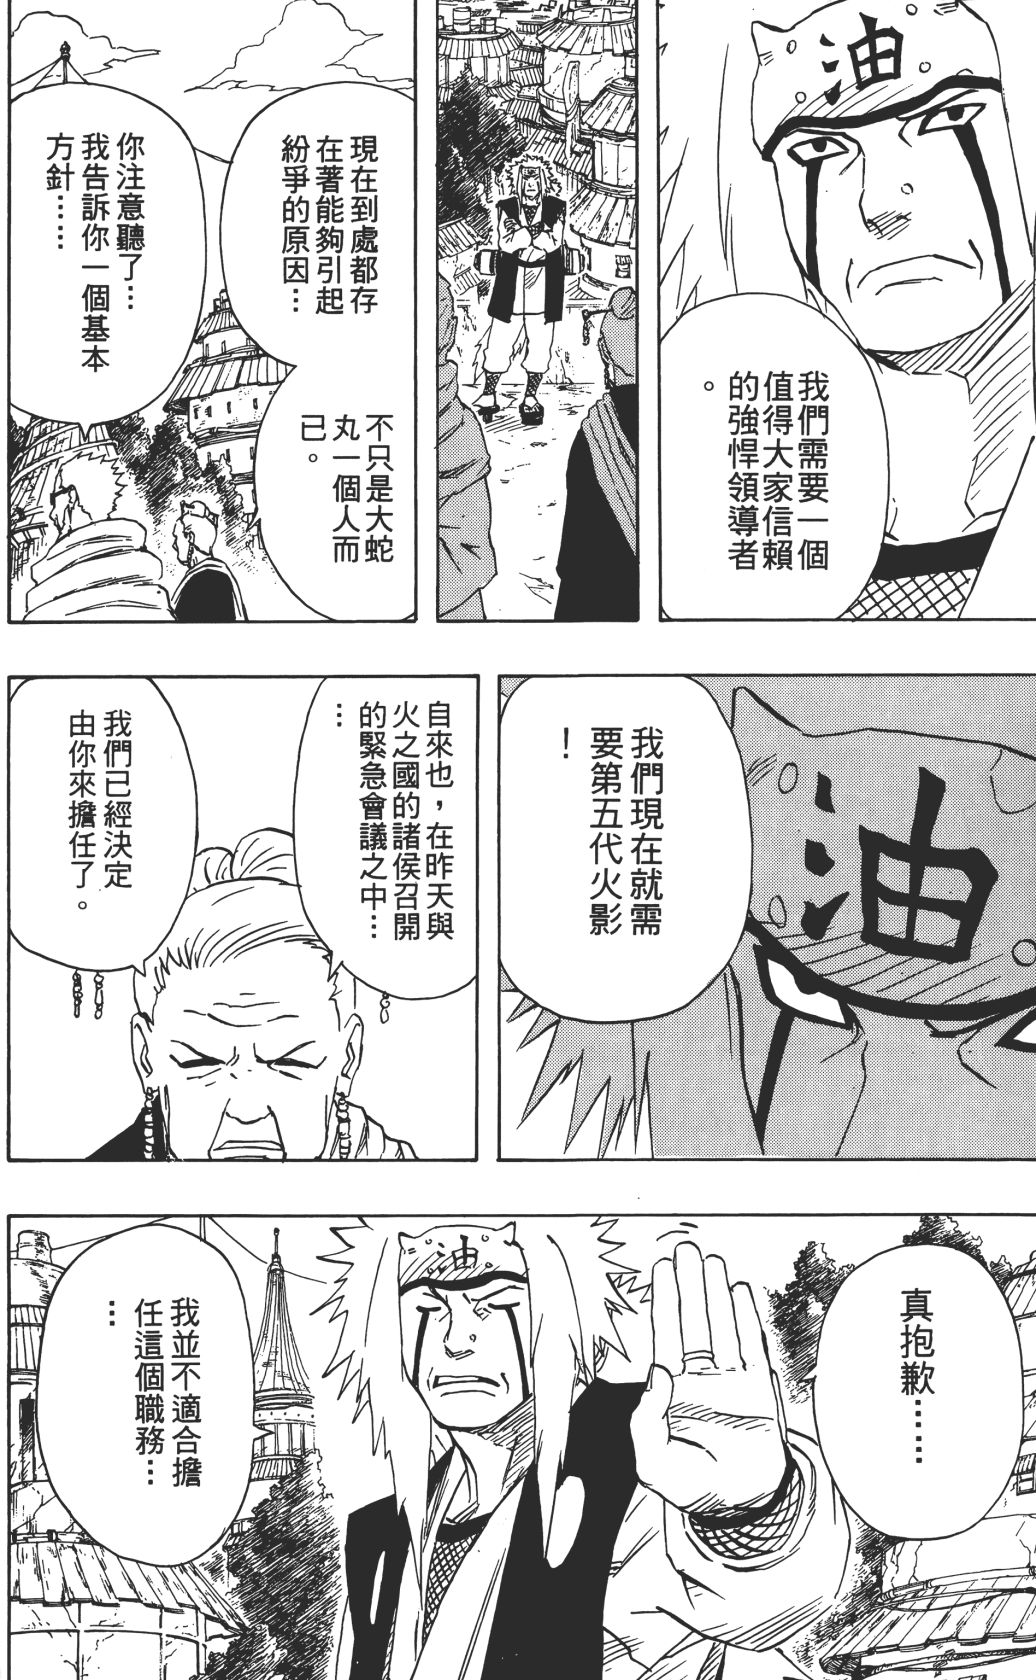 油
我們需要一個
值得大家信賴
的強悍領導者
。
現在到處都存
在著能夠引起
紛爭的原因…
不只是大蛇
丸一個人而
已。
你注意聽了…
我告訴你一個基本
方針……
油
我們現在就需
要第五代火影
！
自來也，在昨天與
火之國的諸侯召開
的緊急會議之中…
…
我們已經決定
由你來擔任了。
真抱歉……
油
我並不適合擔
任這個職務…
…